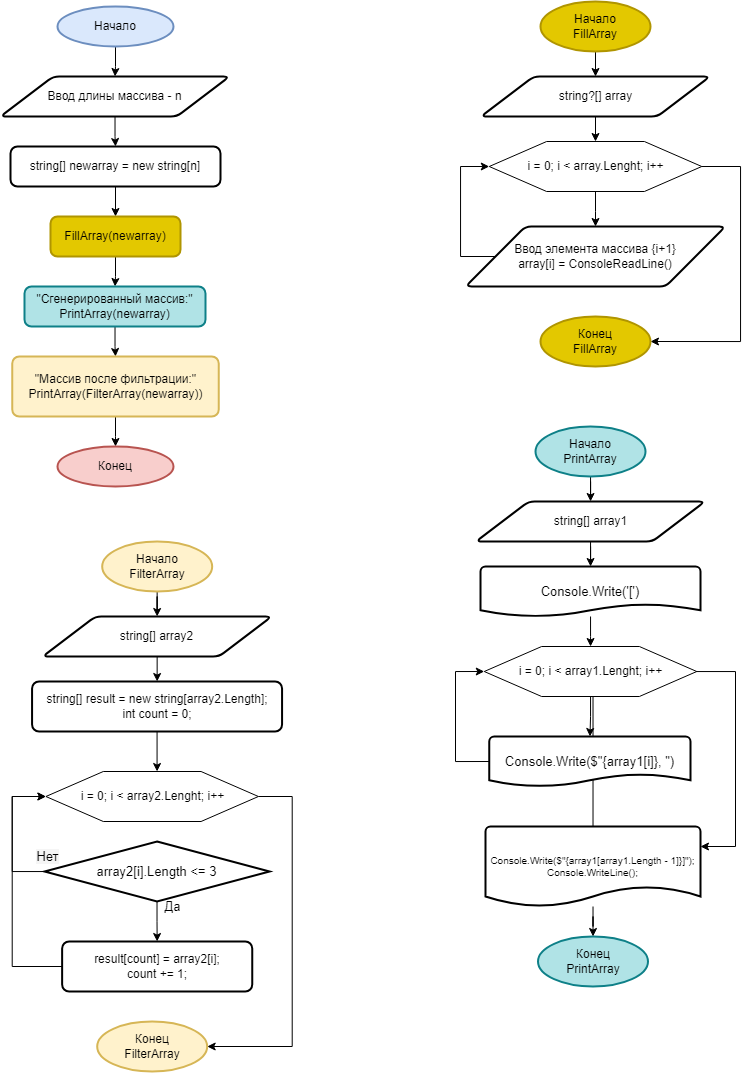 Начало
Ввод длины массива - n
string[] newarray = new string[n]
FillArray(newarray)
"Сгенерированный массив:"
PrintArray(newarray)
"Массив после фильтрации:"
PrintArray(FilterArray(newarray))
Конец
Начало
FillArray
string?[] array
i = 0; i < array.Lenght; i++
Ввод элемента массива {i+1}
array[i] = ConsoleReadLine()
Конец
FillArray
Начало
FilterArray
string[] array2
string[] result = new string[array2.Length];
int count = 0;
i = 0; i < array2.Lenght; i++
Нет
array2[i].Length <= 3
Да
result[count] = array2[i];
count += 1;
Конец
FilterArray
Начало
PrintArray
string[] array1
Console.Write('[')
i = 0; i < array1.Lenght; i++
Console.Write($"{array1[i]}, ")
Console.Write($"{array1[array1.Length - 1]}]");
Console.WriteLine();
Конец
PrintArray